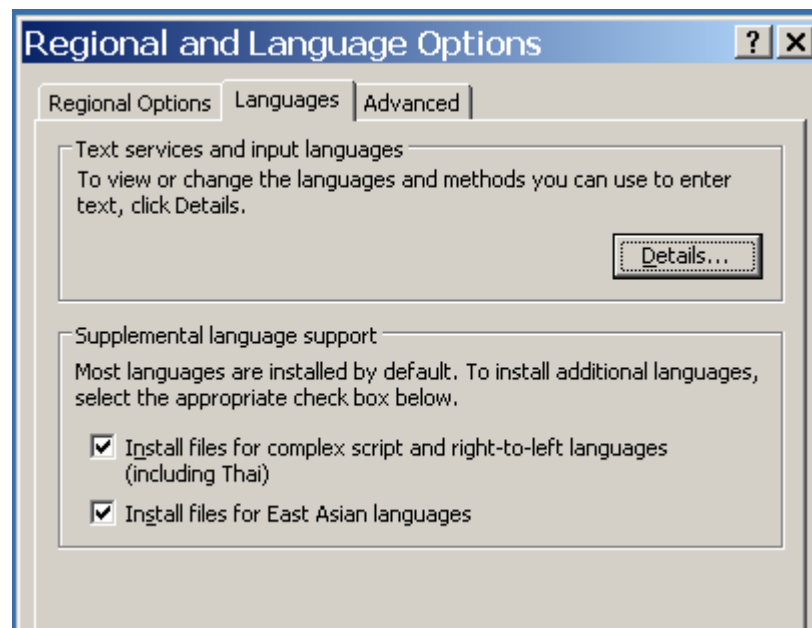 Regional and Language Options
Regional Options Languages Advanced
Text services and input languages
To view or change the languages and methods you can use to enter
text, click Details.
Details...
Supplemental language support
Most languages are installed by default. To install additional languages,
select the appropriate check box below.
Install files for complex script and right-to-left languages
(including Thai)
Install files for East Asian languages